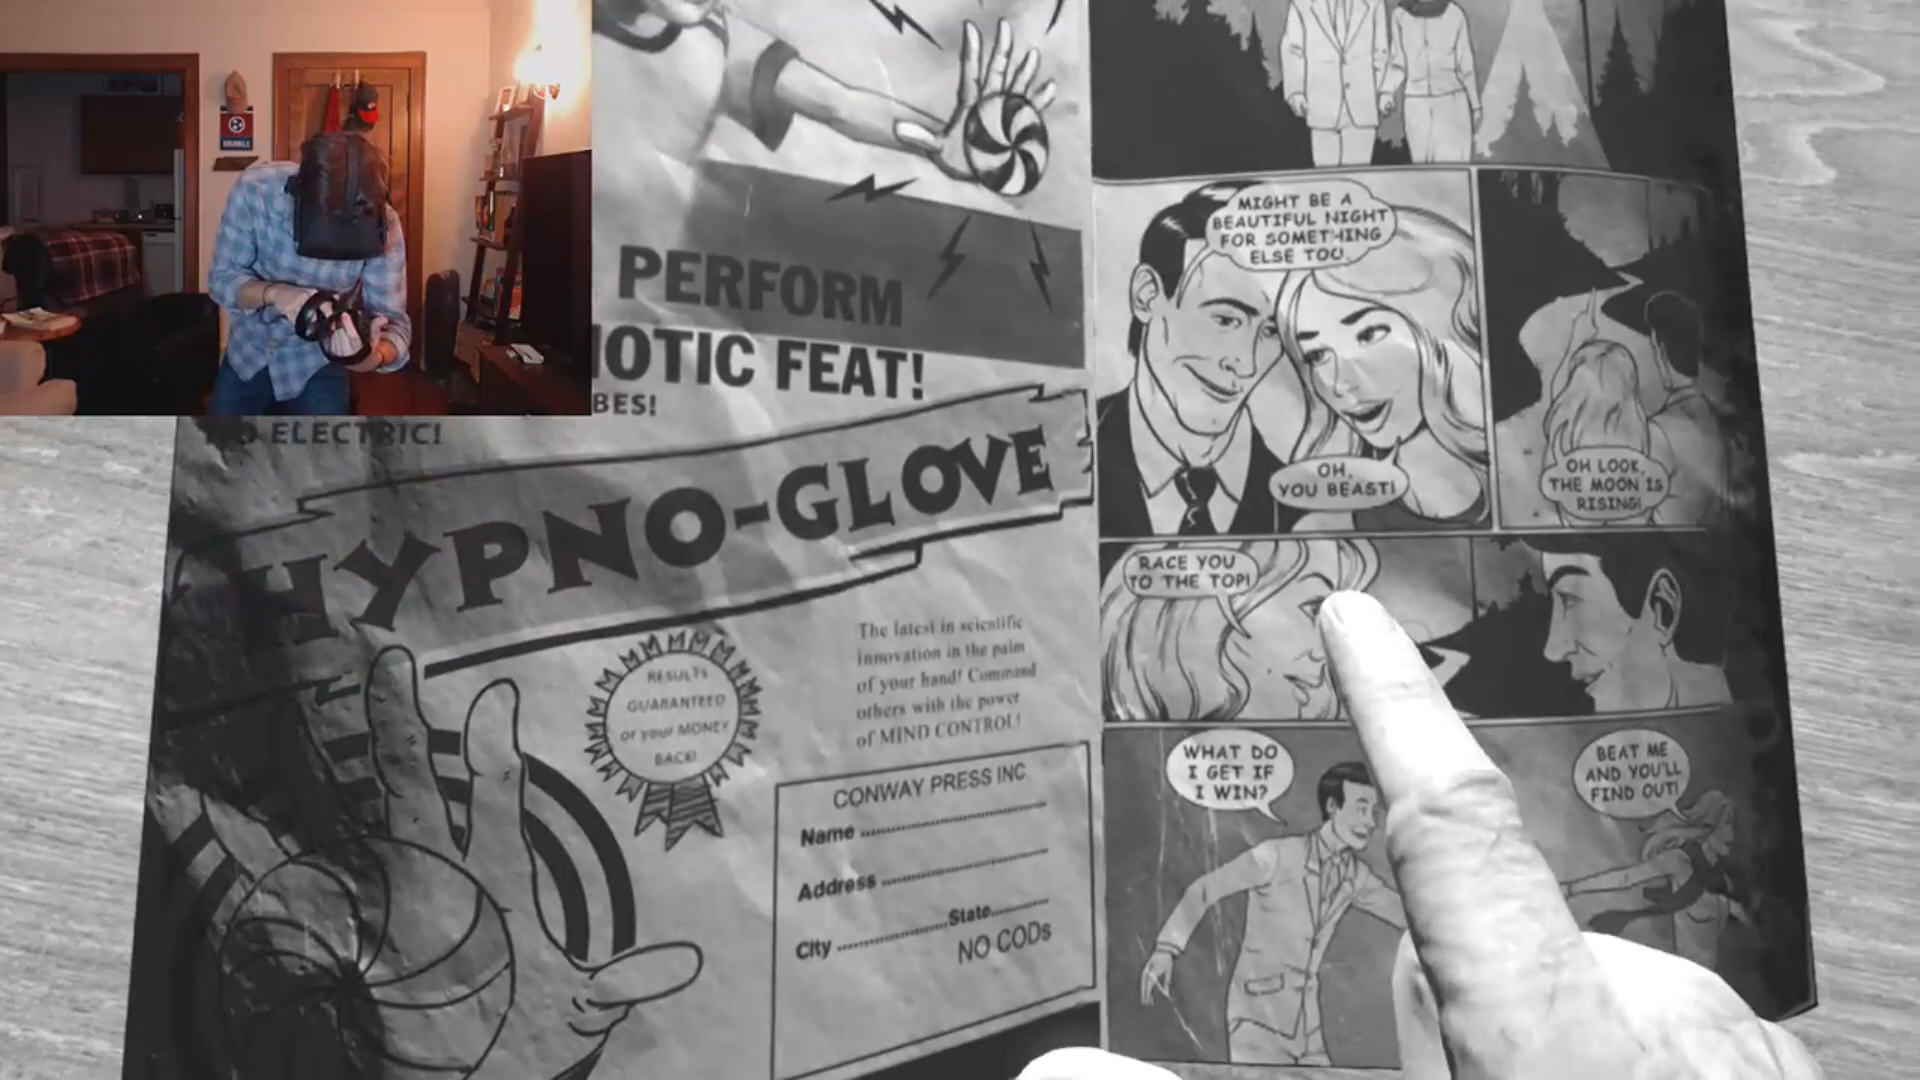 PERFORM
OTIC FEAT!
BES!
ELECTRIC!
HYPNO-GLOVE
RESULTS
GUARANTEED
or your MONEY
BACK!
The latest in scientific
innovation in the palm
of your hand! Command
others with the power
of MIND CONTROL!
CONWAY PRESS INC
Name
Address
City State
NO CODs
MIGHT BE A
BEAUTIFUL NIGHT
FOR SOMETHING
ELSE TOO.
OH,
YOU BEAST!
OH LOOK,
THE MOON IS
RISING!
RACE YOU
TO THE TOP!
WHAT DO
I GET IF
I WIN?
BEAT ME
AND YOU'LL
FIND OUT!